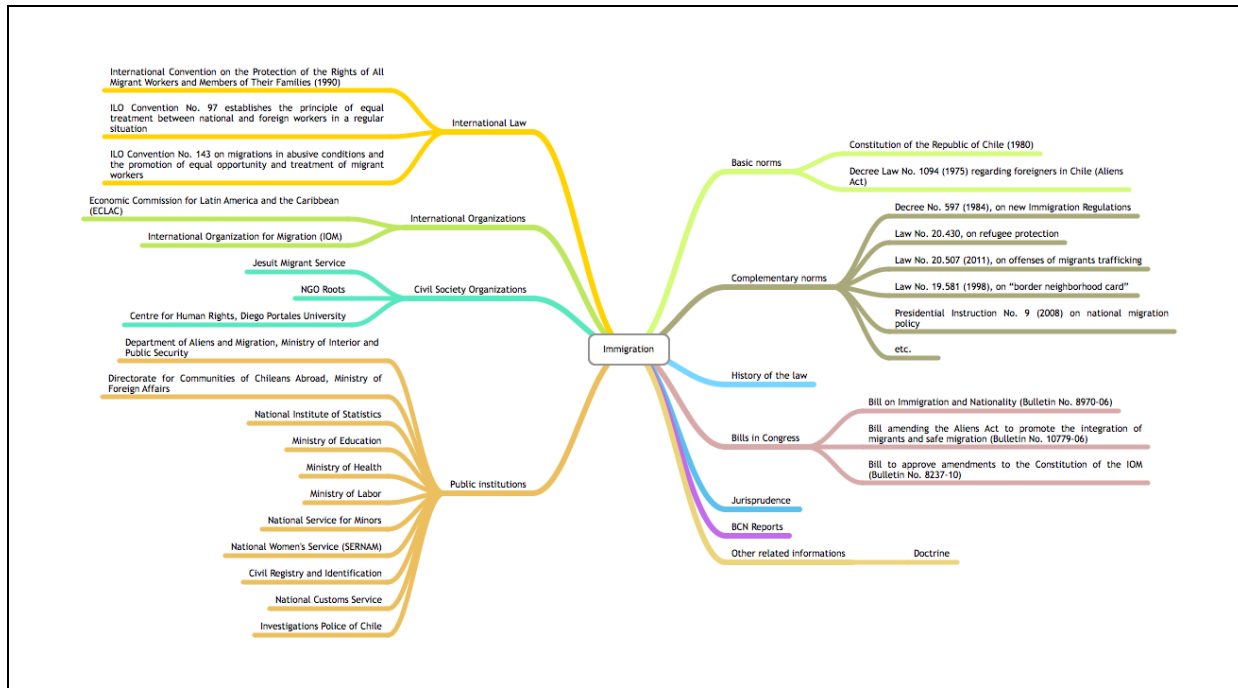 International Convention on the Protection of the Rights of All
Migrant Workers and Members of Their Families (1990)
ILO Convention No. 97 establishes the principle of equal
treatment between national and foreign workers in a regular
situation
ILO Convention No. 143 on migrations in abusive conditions and
the promotion of equal opportunity and treatment of migrant
workers
International Law
Economic Commission for Latin America and the Caribbean
(ECLAC)
International Organization for Migration (IOM)
International Organizations
Jesuit Migrant Service
NGO Roots
Centre for Human Rights, Diego Portales University
Civil Society Organizations
Department of Aliens and Migration, Ministry of Interior and
Public Security
Directorate for Communities of Chileans Abroad, Ministry of
Foreign Affairs
National Institute of Statistics
Ministry of Education
Ministry of Health
Ministry of Labor
National Service for Minors
National Women's Service (SERNAM)
Civil Registry and Identification
National Customs Service
Investigations Police of Chile
Public institutions
Immigration
Basic norms
Constitution of the Republic of Chile (1980)
Decree Law No. 1094 (1975) regarding foreigners in Chile (Aliens
Act)
Complementary norms
Decree No. 597 (1984), on new Immigration Regulations
Law No. 20.430, on refugee protection
Law No. 20.507 (2011), on offenses of migrants trafficking
Law No. 19.581 (1998), on “border neighborhood card”
Presidential Instruction No. 9 (2008) on national migration
policy
etc.
History of the law
Bills in Congress
Bill on Immigration and Nationality (Bulletin No. 8970-06)
Bill amending the Aliens Act to promote the integration of
migrants and safe migration (Bulletin No. 10779-06)
Bill to approve amendments to the Constitution of the IOM
(Bulletin No. 8237-10)
Jurisprudence
BCN Reports
Other related informations
Doctrine